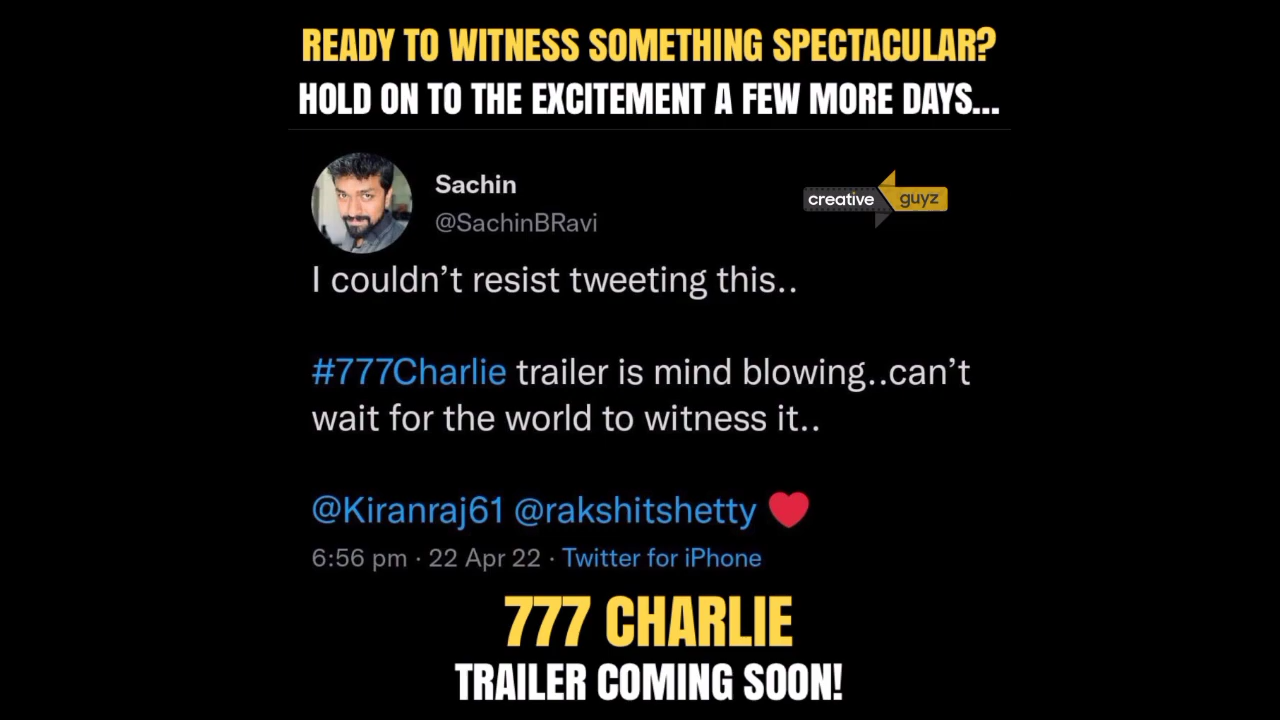 READY TO WITNESS SOMETHING SPECTACULAR?
HOLD ON TO THE EXCITEMENT A FEW MORE DAYS...
Sachin
@SachinBRavi
creative guyz
I couldn’t resist tweeting this..
#777Charlie trailer is mind blowing..can’t
wait for the world to witness it..
@Kiranraj61 @rakshitshetty ❤️
6:56 pm · 22 Apr 22 · Twitter for iPhone
777 CHARLIE
TRAILER COMING SOON!